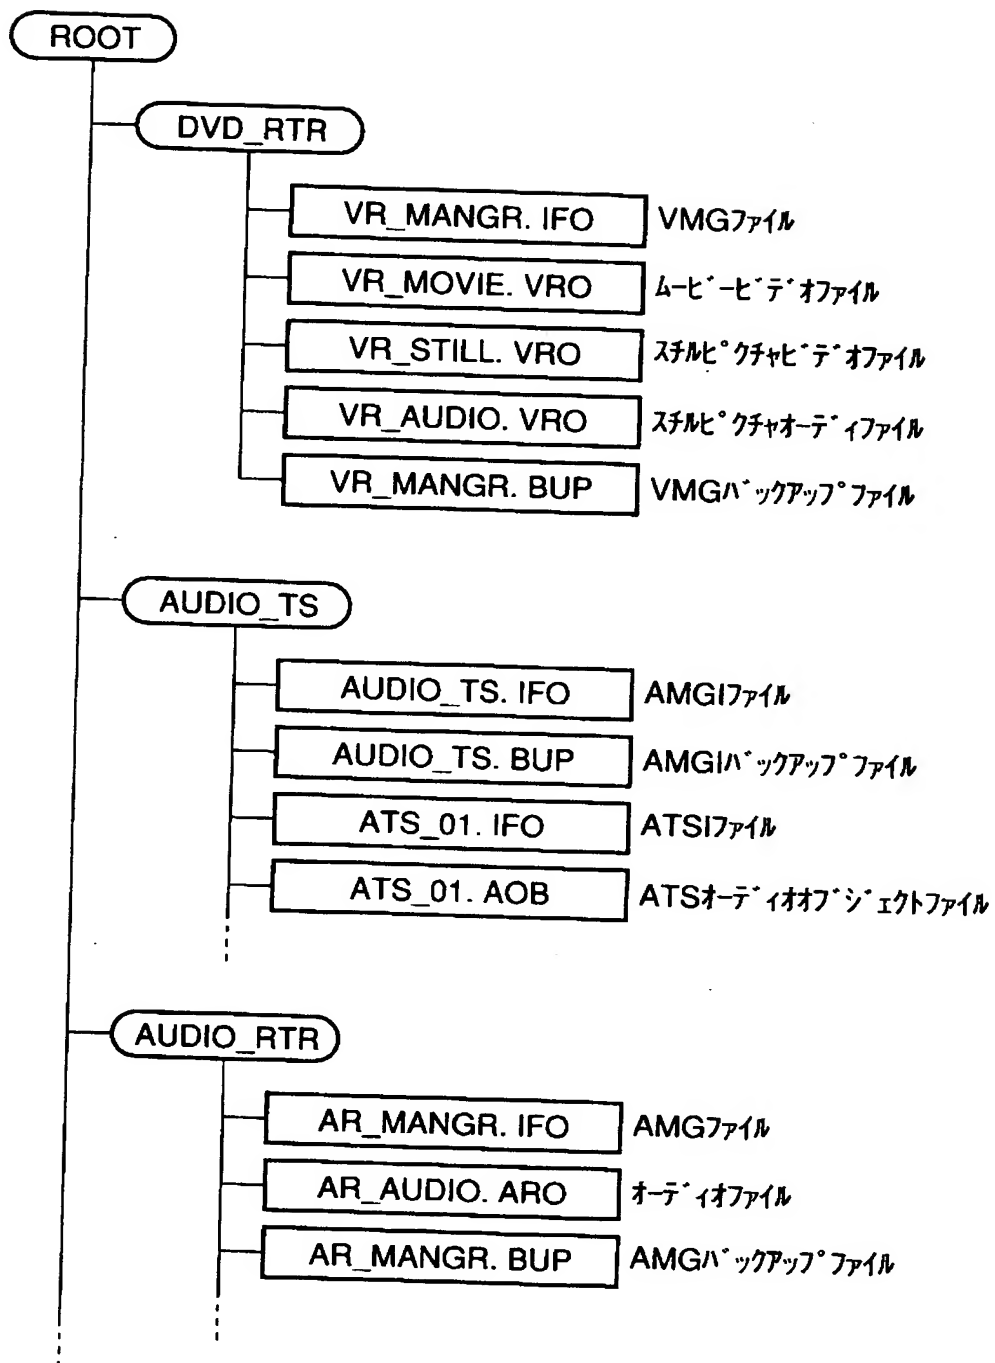 ROOT
DVD_RTR
VR_MANGR. IFO VMGファイル
VR_MOVIE. VRO ムービービデオファイル
VR_STILL. VRO スチルピクチャビデオファイル
VR_AUDIO. VRO スチルピクチャオーディファイル
VR_MANGR. BUP VMGバックアップファイル
AUDIO_TS
AUDIO_TS. IFO AMGIファイル
AUDIO_TS. BUP AMGIバックアップファイル
ATS_01. IFO ATSIファイル
ATS_01. AOB ATSオーディオオブジェクトファイル
AUDIO_RTR
AR_MANGR. IFO AMGファイル
AR_AUDIO. ARO オーディオファイル
AR_MANGR. BUP AMGバックアップファイル